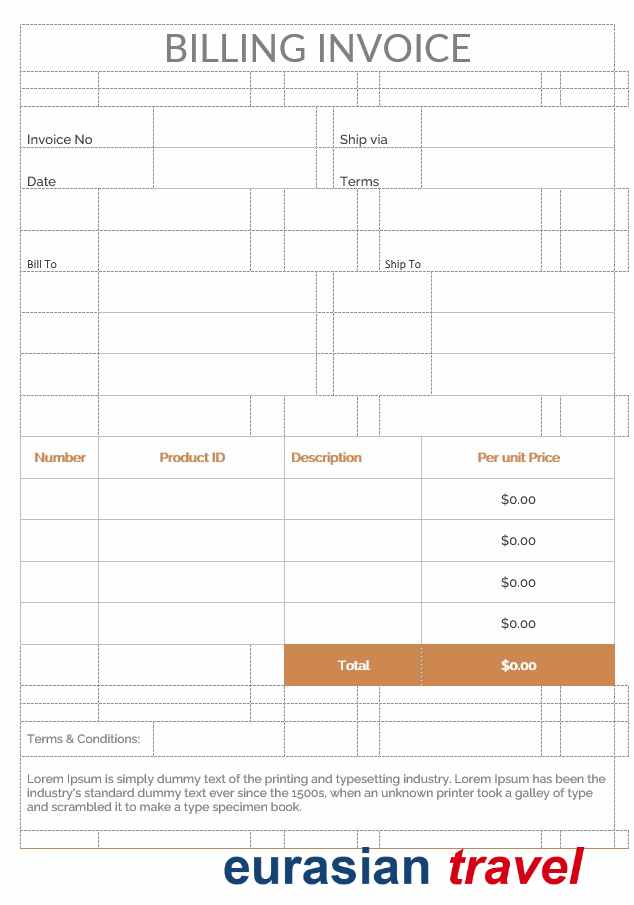 BILLING INVOICE
Invoice No
Ship via
Date
Terms
Bill To
Ship To
Number Product ID Description Per unit Price
$0.00
$0.00
$0.00
$0.00
Total $0.00
Terms & Conditions:
Lorem Ipsum is simply dummy text of the printing and typesetting industry. Lorem Ipsum has been the
industry's standard dummy text ever since the 1500s, when an unknown printer took a galley of type
and scrambled it to make a type specimen book.
eurasian travel